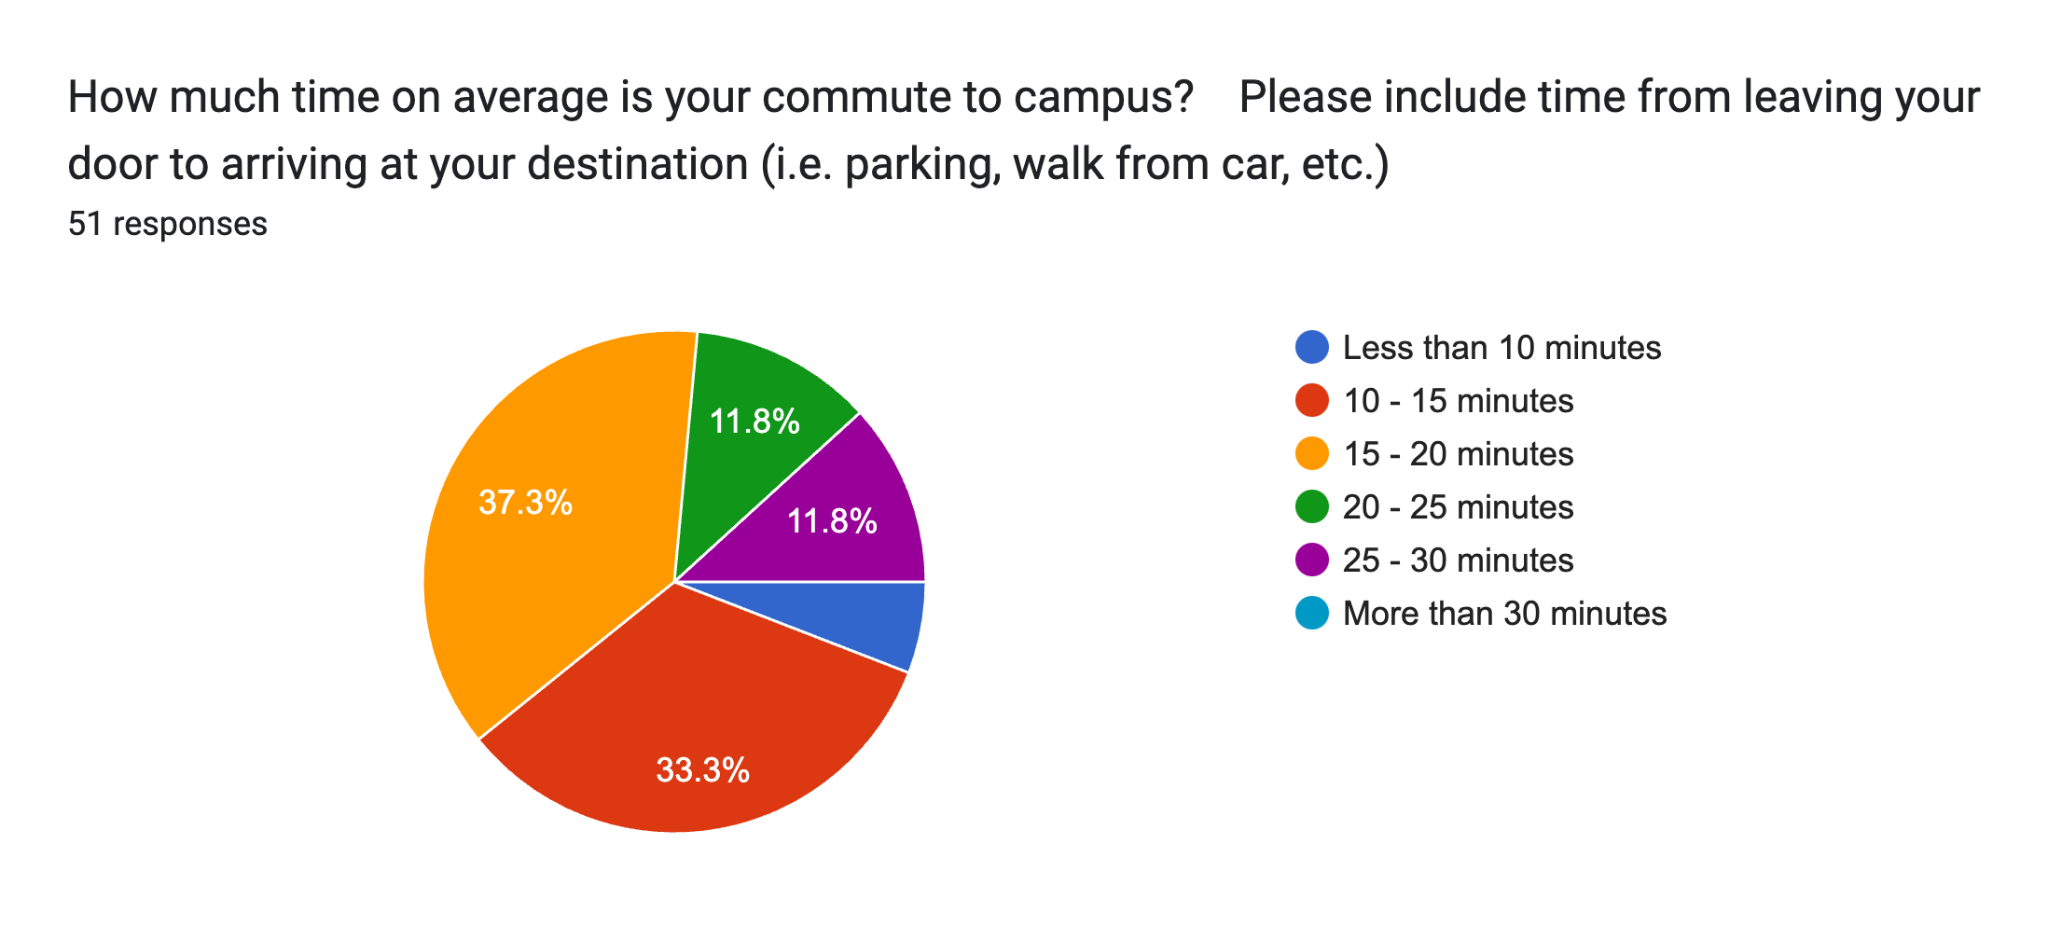 How much time on average is your commute to campus?    Please include time from leaving your
door to arriving at your destination (i.e. parking, walk from car, etc.)
51 responses
11.8%
37.3%
11.8%
33.3%
Less than 10 minutes
10 - 15 minutes
15 - 20 minutes
20 - 25 minutes
25 - 30 minutes
More than 30 minutes